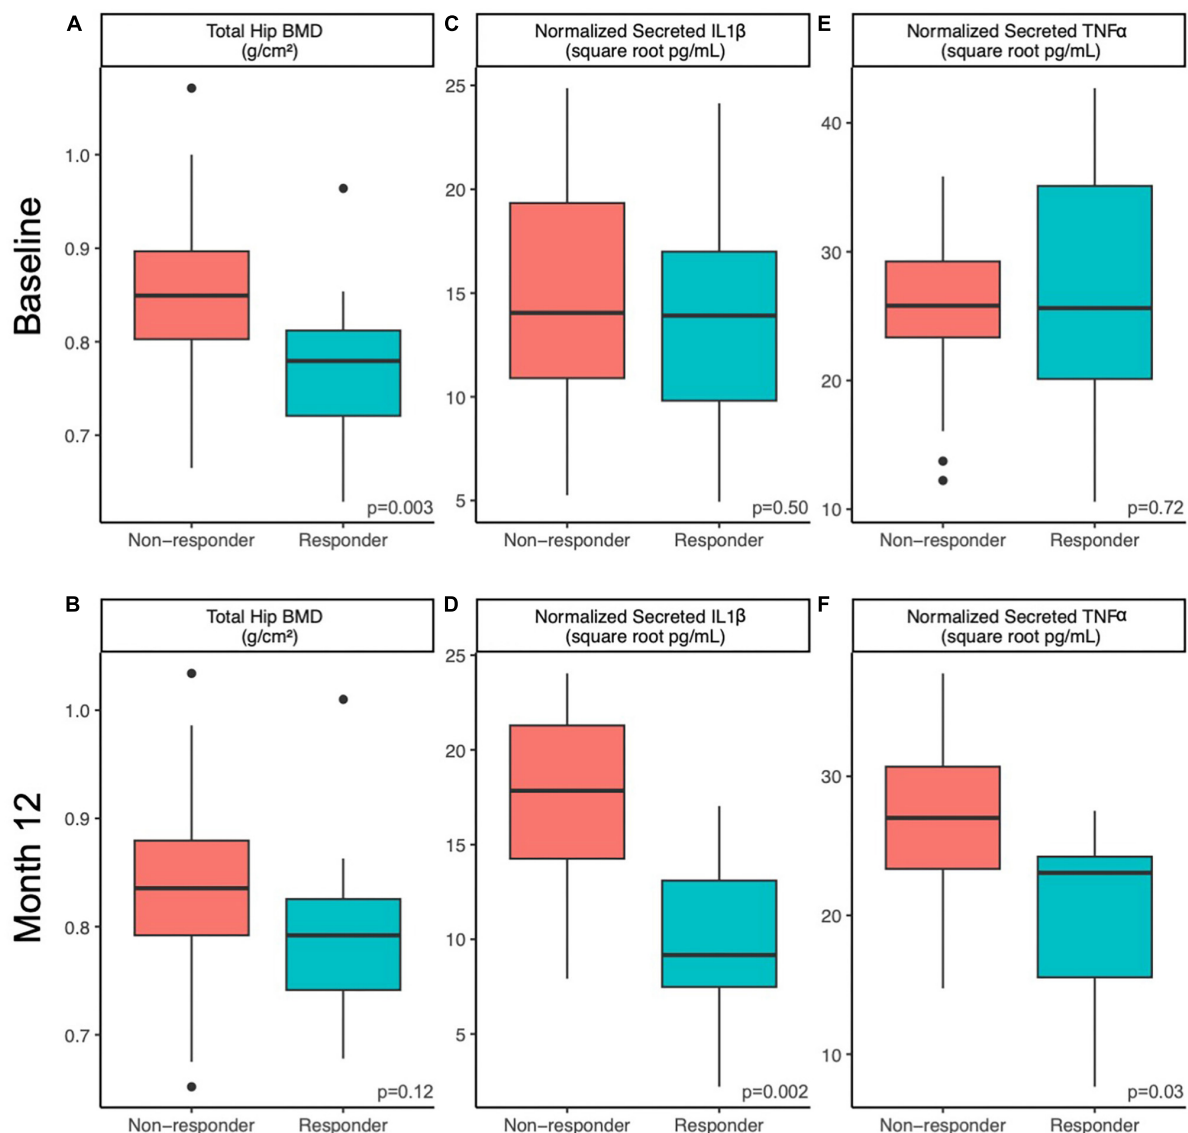 A
Total Hip BMD
(g/cm²)
1.0
0.9
0.8
0.7
p=0.003
Non−responder
Responder
C
Normalized Secreted IL1β
(square root pg/mL)
25
20
15
10
5
p=0.50
Non−responder
Responder
E
Normalized Secreted TNFα
(square root pg/mL)
40
30
20
10
p=0.72
Non−responder
Responder
Baseline
B
Total Hip BMD
(g/cm²)
1.0
0.9
0.8
0.7
p=0.12
Non−responder
Responder
D
Normalized Secreted IL1β
(square root pg/mL)
25
20
15
10
5
p=0.002
Non−responder
Responder
F
Normalized Secreted TNFα
(square root pg/mL)
30
20
10
p=0.03
Non−responder
Responder
Month 12